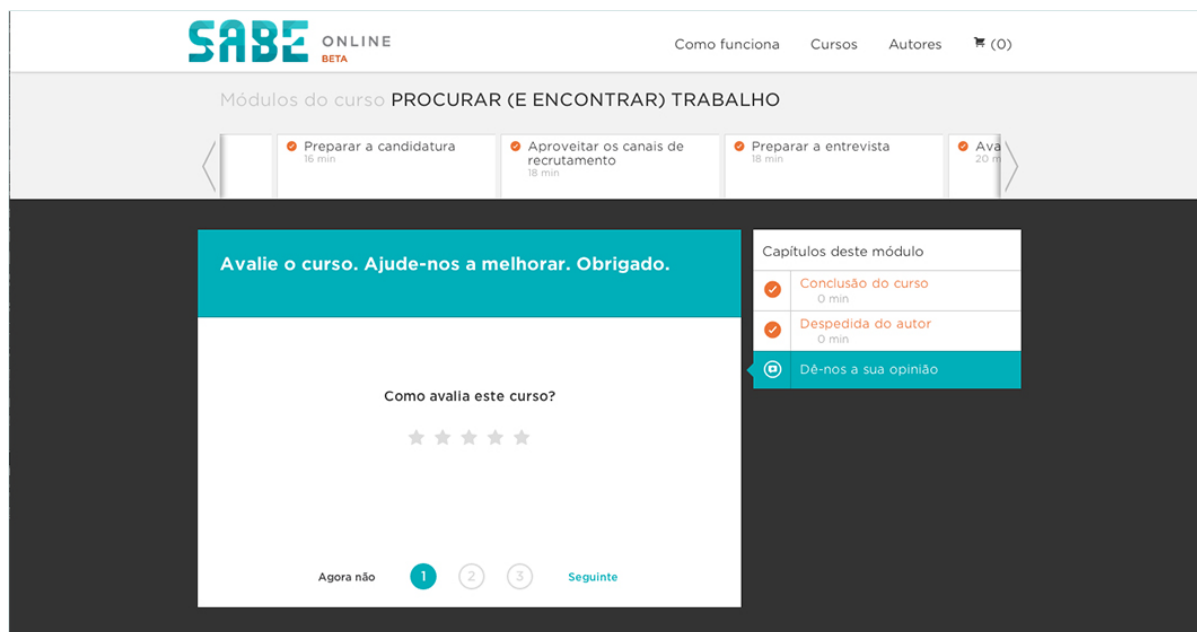 SABE ONLINE
BETA
Como funciona
Cursos
Autores
(0)
Módulos do curso PROCURAR (E ENCONTRAR) TRABALHO
Preparar a candidatura
16 min
Aproveitar os canais de
recrutamento
18 min
Preparar a entrevista
18 min
Ava
20 m
Avalie o curso. Ajude-nos a melhorar. Obrigado.
Como avalia este curso?
Agora não
1
2
3
Seguinte
Capítulos deste módulo
Conclusão do curso
0 min
Despedida do autor
0 min
Dê-nos a sua opinião